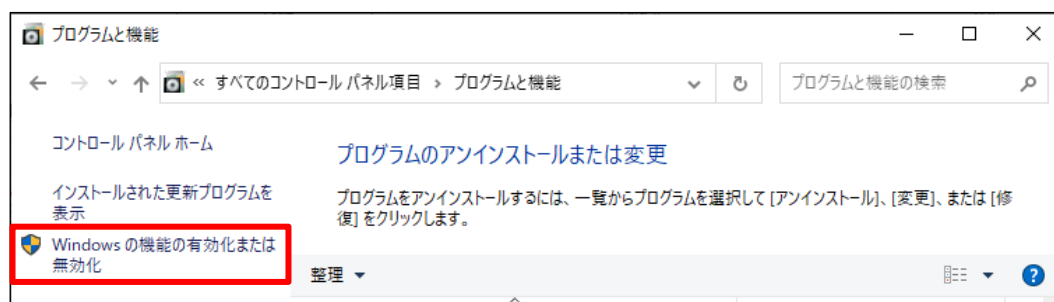 プログラムと機能
« すべてのコントロール パネル項目 › プログラムと機能
プログラムと機能の検索
コントロール パネル ホーム
インストールされた更新プログラムを
表示
Windows の機能の有効化または
無効化
プログラムのアンインストールまたは変更
プログラムをアンインストールするには、一覧からプログラムを選択して [アンインストール]、[変更]、または [修
復] をクリックします。
整理